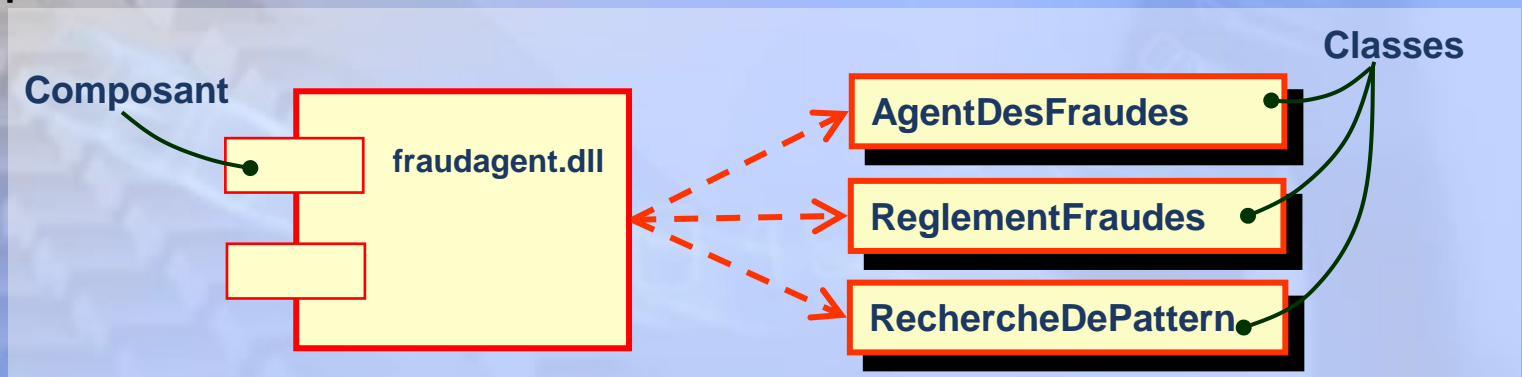 Classes
Composant
AgentDesFraudes
fraudagent.dll
ReglementFraudes
RechercheDePattern